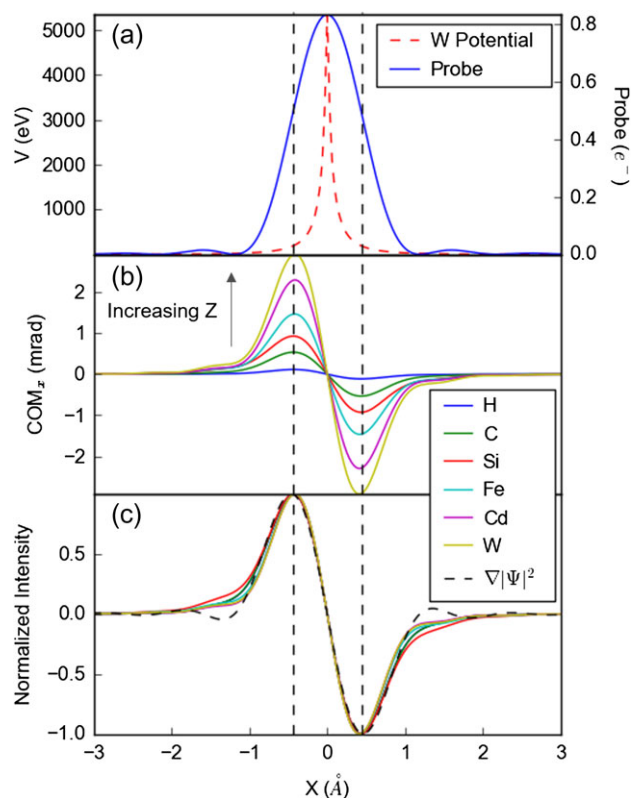 (a)
W Potential
Probe
5000
4000
3000
2000
1000
V (eV)
0.8
0.6
0.4
0.2
0.0
Probe (e⁻)
(b)
Increasing Z
2
1
0
−1
−2
COMₓ (mrad)
H
C
Si
Fe
Cd
W
∇|Ψ|²
(c)
0.5
0.0
−0.5
−1.0
Normalized Intensity
−3 −2 −1 0 1 2 3
X (Å)